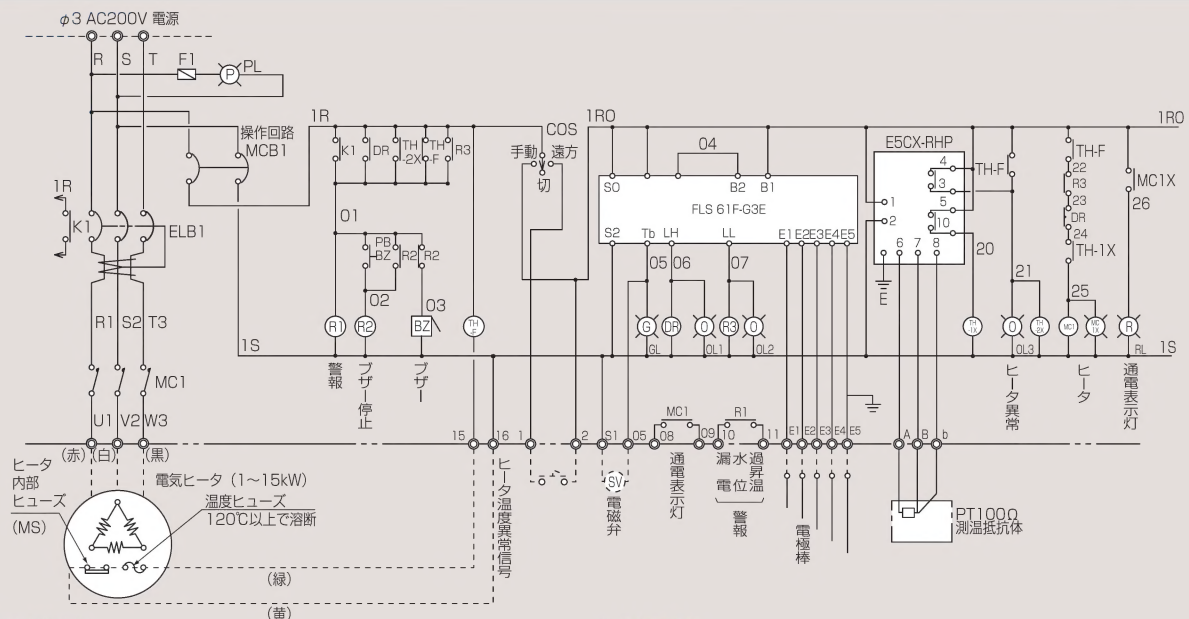 φ3 AC200V 電源
R S T F1 P PL
操作回路
MCB1
1R
1R
K1
ELB1
R1 S2 T3
MC1
U1 V2 W3
(赤)(白) (黒)
ヒータ
内部
ヒューズ
(MS)
電気ヒータ(1~15kW)
温度ヒューズ
120℃以上で溶断
(緑)
(黄)
K1 DR TH-2X TH-F R3
01
PB-BZ R2 R2
02 03
R1 R2 BZ TH-F
1S
警報
ブザー停止
ブザー
COS
手動 遠方
切
1RO
04
S0 B2 B1
FLS 61F-G3E
S2 Tb LH LL E1 E2 E3 E4 E5
05 06 07
G DR O R3 O
GL OL1 OL2
E5CX-RHP
4
3
5
10
1
2
6 7 8
E
20
TH-F
21
TH-1X O TH-2X
OL3
TH-F
22
R3
23
DR
24
TH-1X
25
MC1 MC1X
MC1X
26
R
RL
1RO
1S
ヒータ異常
ヒータ
通電表示灯
15 16 1 2 S1 05 08 09 10 11 E1 E2 E3 E4 E5 A B b
MC1 R1
ヒータ温度異常信号
SV
電磁弁
通電表示灯
漏電
水位
過昇温
警報
電極棒
PT100Ω
測温抵抗体